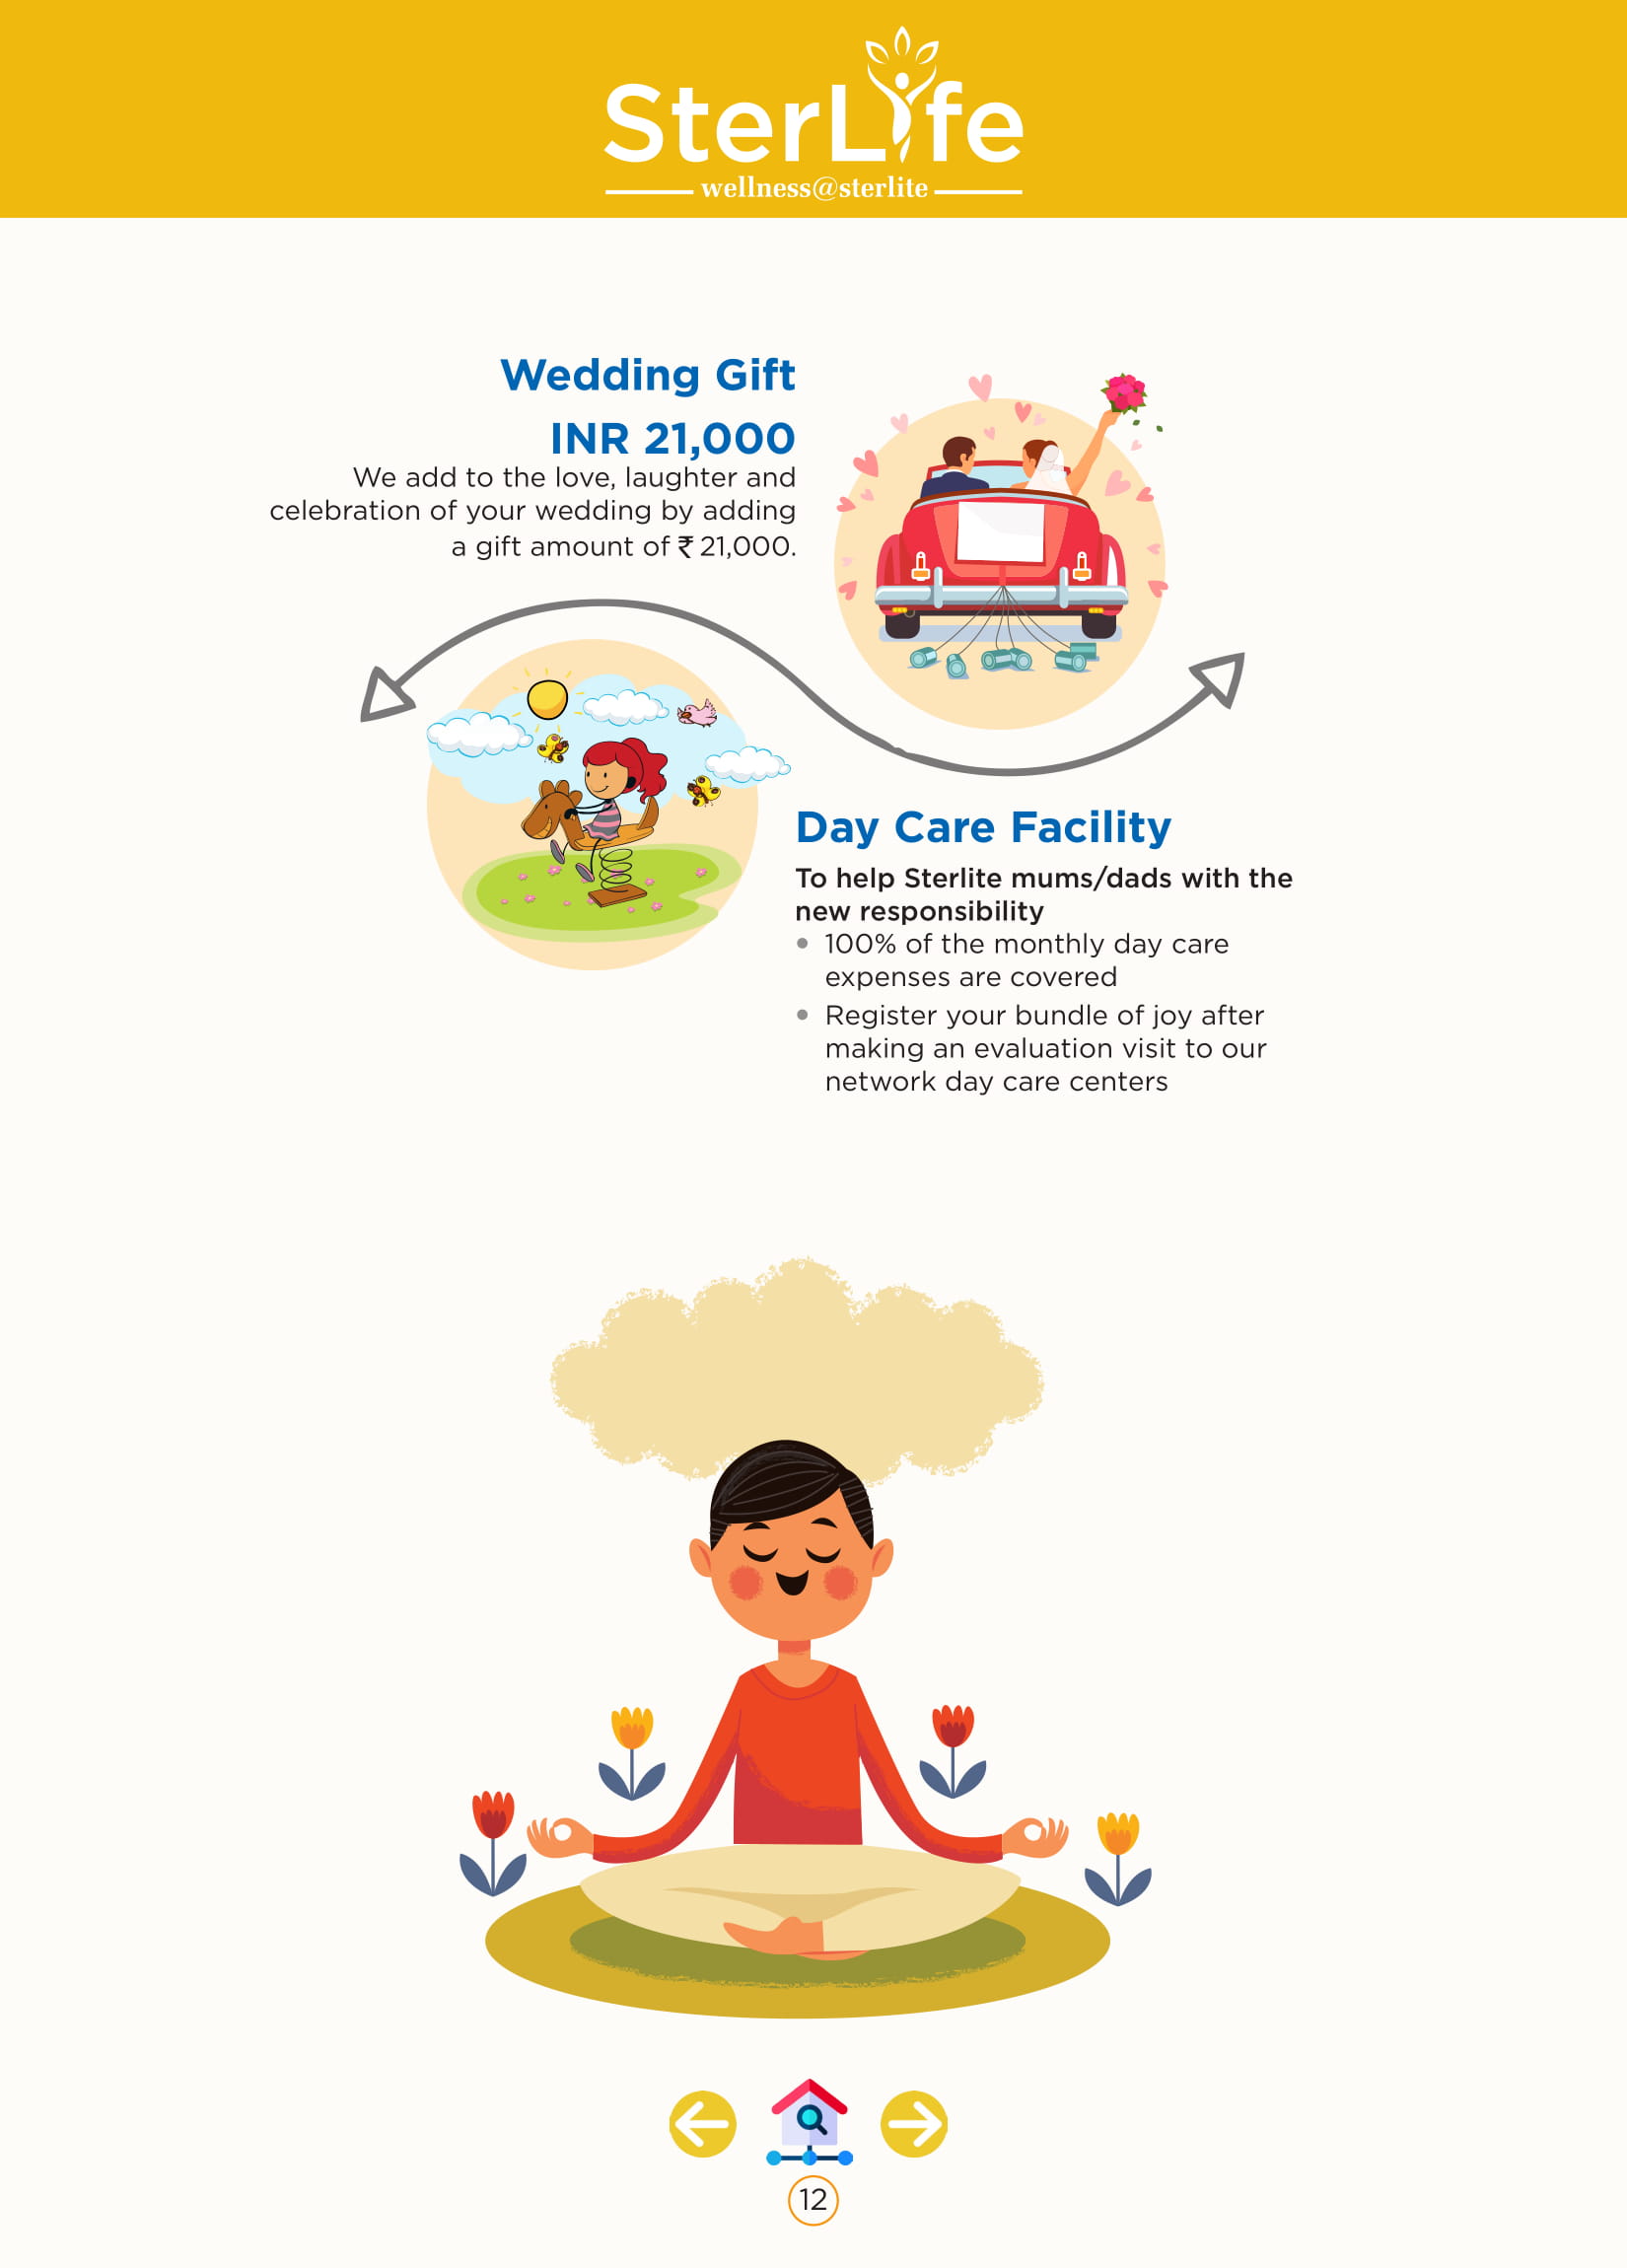 SterLife
wellness@sterlite
Wedding Gift
INR 21,000
We add to the love, laughter and
celebration of your wedding by adding
a gift amount of ₹ 21,000.
Day Care Facility
To help Sterlite mums/dads with the
new responsibility
• 100% of the monthly day care
expenses are covered
• Register your bundle of joy after
making an evaluation visit to our
network day care centers
12